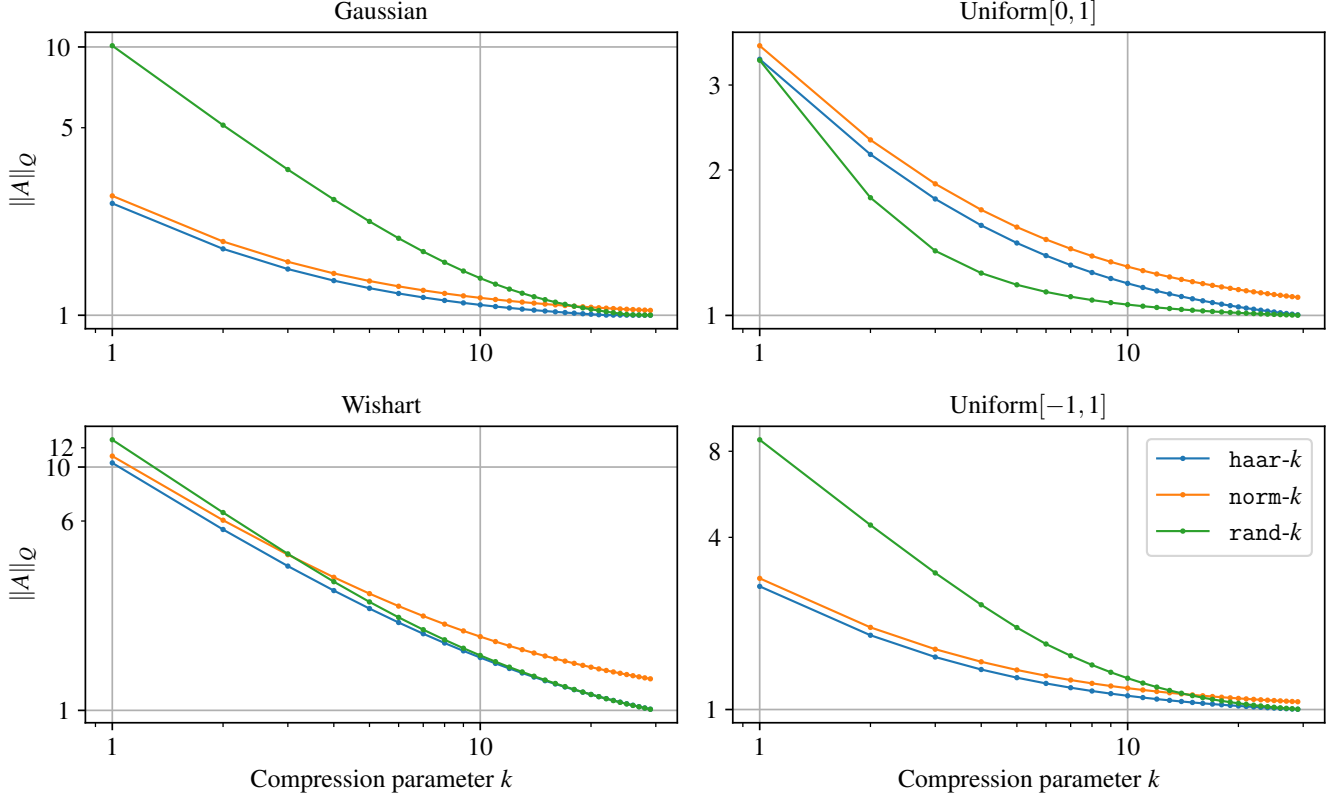 Gaussian
10
5
1
1
10
||A||_Q
Uniform[0, 1]
3
2
1
1
10
Wishart
12
10
6
1
1
10
||A||_Q
Compression parameter k
Uniform[−1, 1]
8
4
1
1
10
haar-k
norm-k
rand-k
Compression parameter k